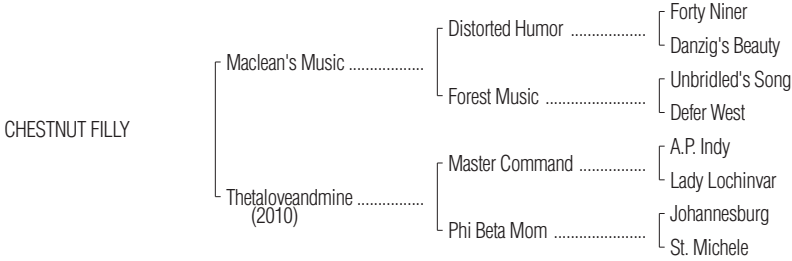 Forty Niner
Distorted Humor ..................
Danzig's Beauty
Maclean's Music ..................
Unbridled's Song
Forest Music ........................
Defer West
CHESTNUT FILLY
A.P. Indy
Master Command ................
Lady Lochinvar
Thetaloveandmine ................
(2010)
Johannesburg
Phi Beta Mom ......................
St. Michele